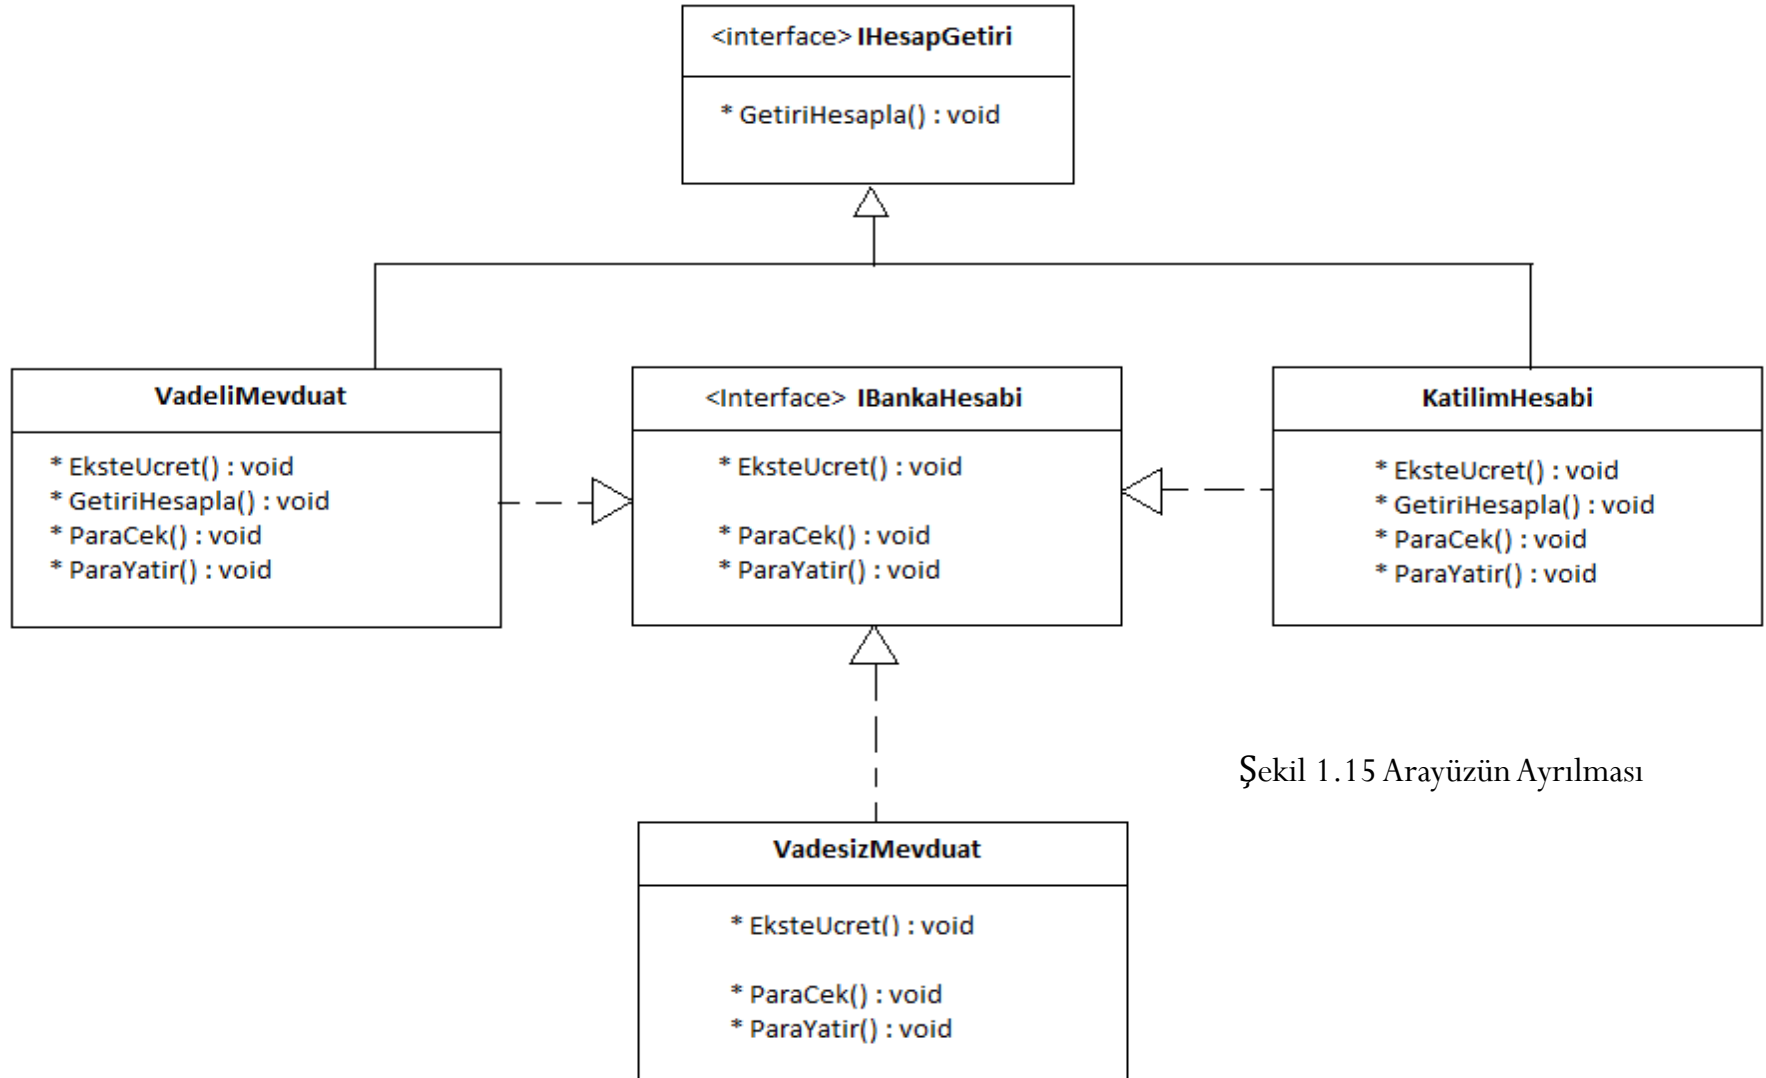 <interface> IHesapGetiri
* GetiriHesapla() : void
VadeliMevduat
* EksteUcret() : void
* GetiriHesapla() : void
* ParaCek() : void
* ParaYatir() : void
<Interface> IBankaHesabi
* EksteUcret() : void
* ParaCek() : void
* ParaYatir() : void
KatilimHesabi
* EksteUcret() : void
* GetiriHesapla() : void
* ParaCek() : void
* ParaYatir() : void
Şekil 1.15 Arayüzün Ayrılması
VadesizMevduat
* EksteUcret() : void
* ParaCek() : void
* ParaYatir() : void